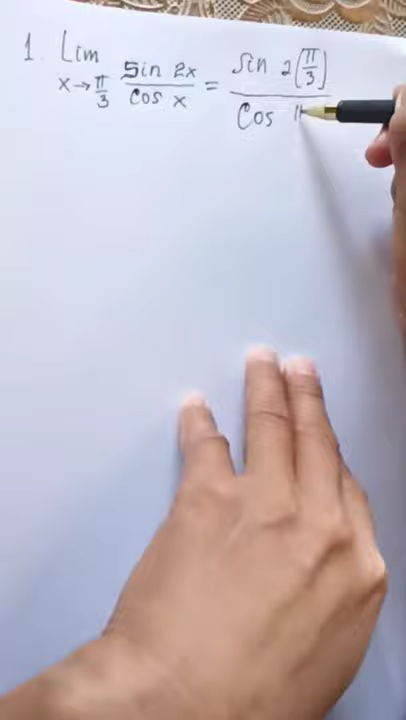 1. Lim x→π/3 Sin 2x / Cos x = Sin 2(π/3) / Cos π